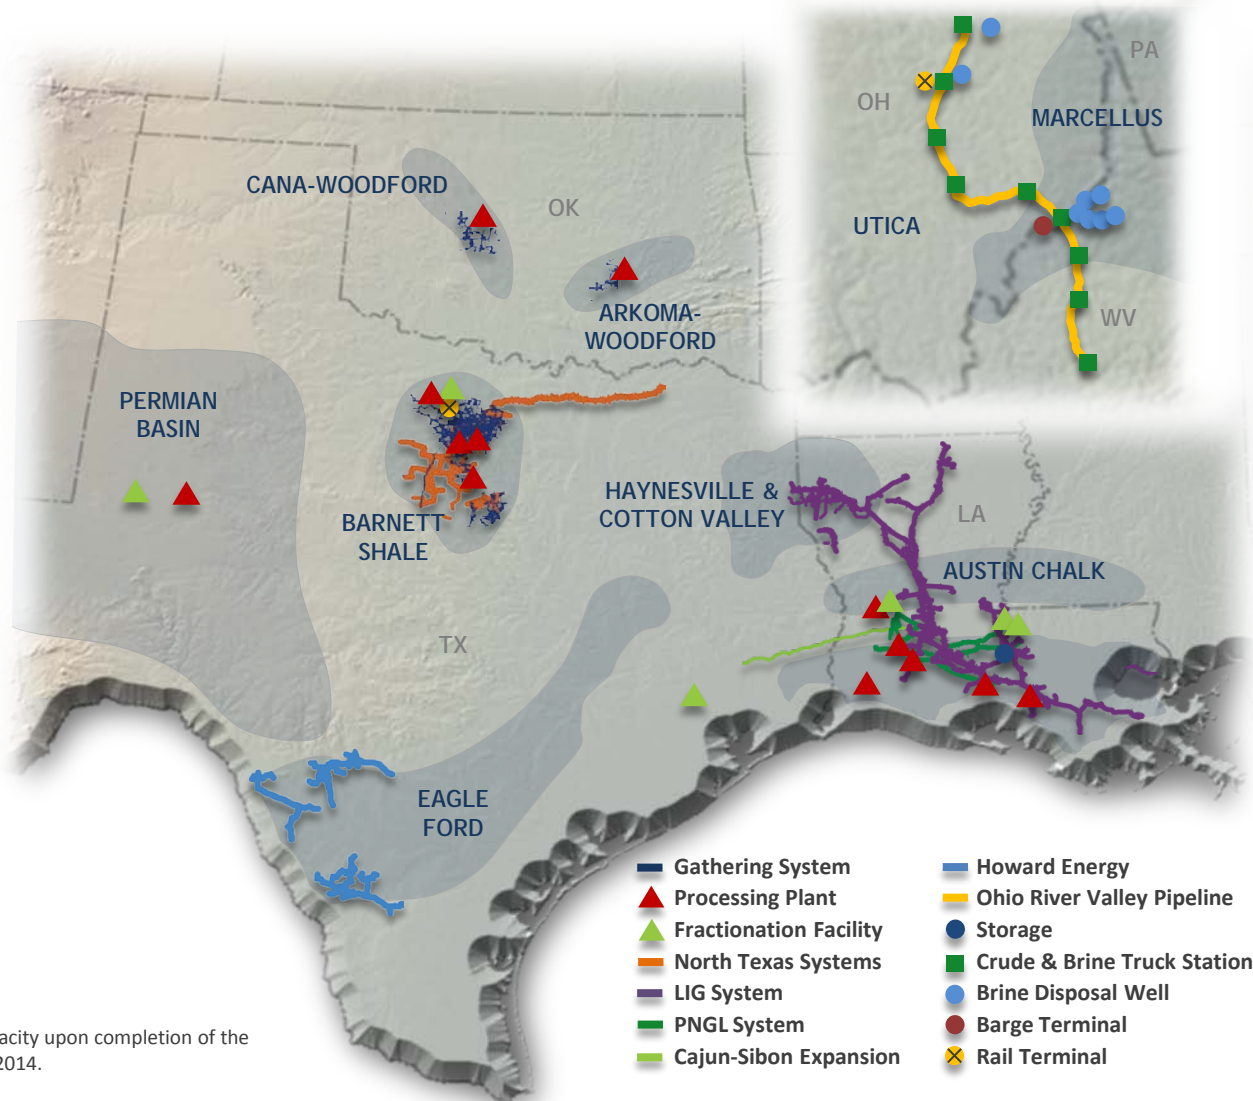 PA
OH
MARCELLUS
UTICA
WV
CANA-WOODFORD
OK
ARKOMA-
WOODFORD
PERMIAN
BASIN
BARNETT
SHALE
HAYNESVILLE &
COTTON VALLEY
LA
AUSTIN CHALK
TX
EAGLE
FORD
Gathering System
Processing Plant
Fractionation Facility
North Texas Systems
LIG System
PNGL System
Cajun-Sibon Expansion
Howard Energy
Ohio River Valley Pipeline
Storage
Crude & Brine Truck Station
Brine Disposal Well
Barge Terminal
Rail Terminal
acity upon completion of the
2014.